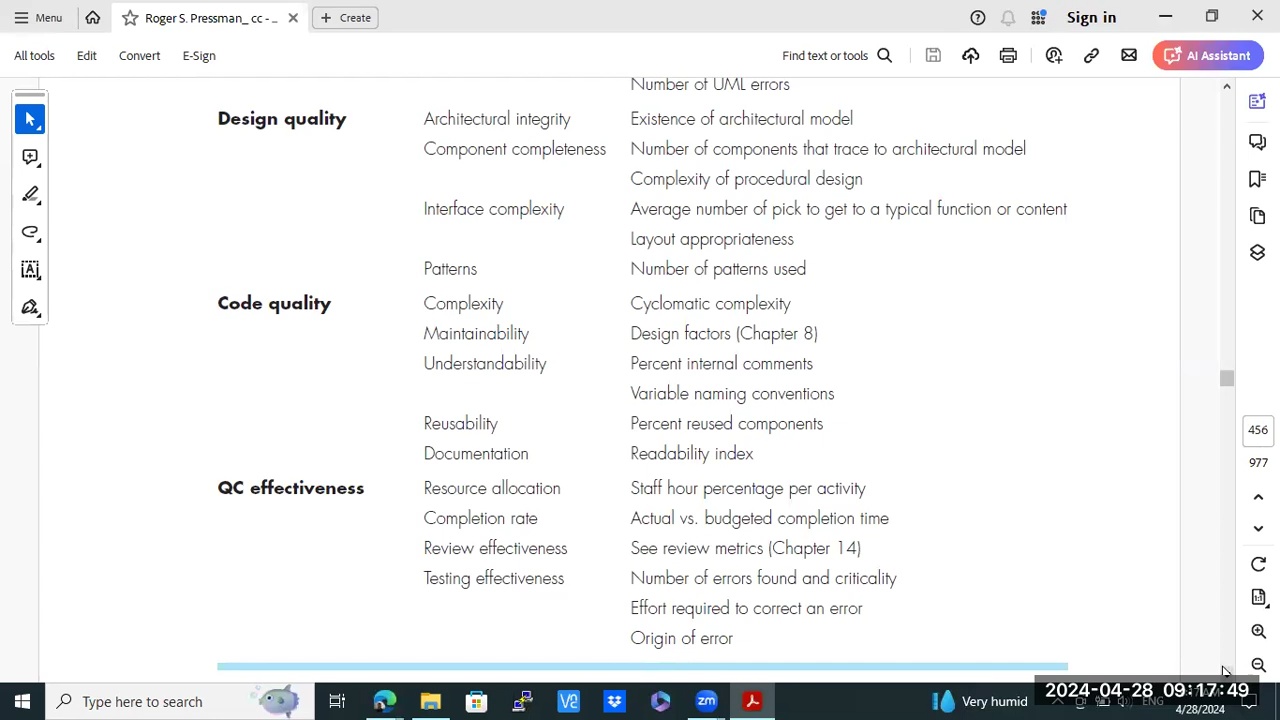 Menu
Roger S. Pressman_ cc - ...
Create
Sign in
All tools Edit Convert E-Sign
Find text or tools
AI Assistant
Number of UML errors
Design quality Architectural integrity Existence of architectural model
Component completeness Number of components that trace to architectural model
Complexity of procedural design
Interface complexity Average number of pick to get to a typical function or content
Layout appropriateness
Patterns Number of patterns used
Code quality Complexity Cyclomatic complexity
Maintainability Design factors (Chapter 8)
Understandability Percent internal comments
Variable naming conventions
Reusability Percent reused components
Documentation Readability index
QC effectiveness Resource allocation Staff hour percentage per activity
Completion rate Actual vs. budgeted completion time
Review effectiveness See review metrics (Chapter 14)
Testing effectiveness Number of errors found and criticality
Effort required to correct an error
Origin of error
456
977
Type here to search
Very humid
2024-04-28 09:17:49
ENG
4/28/2024